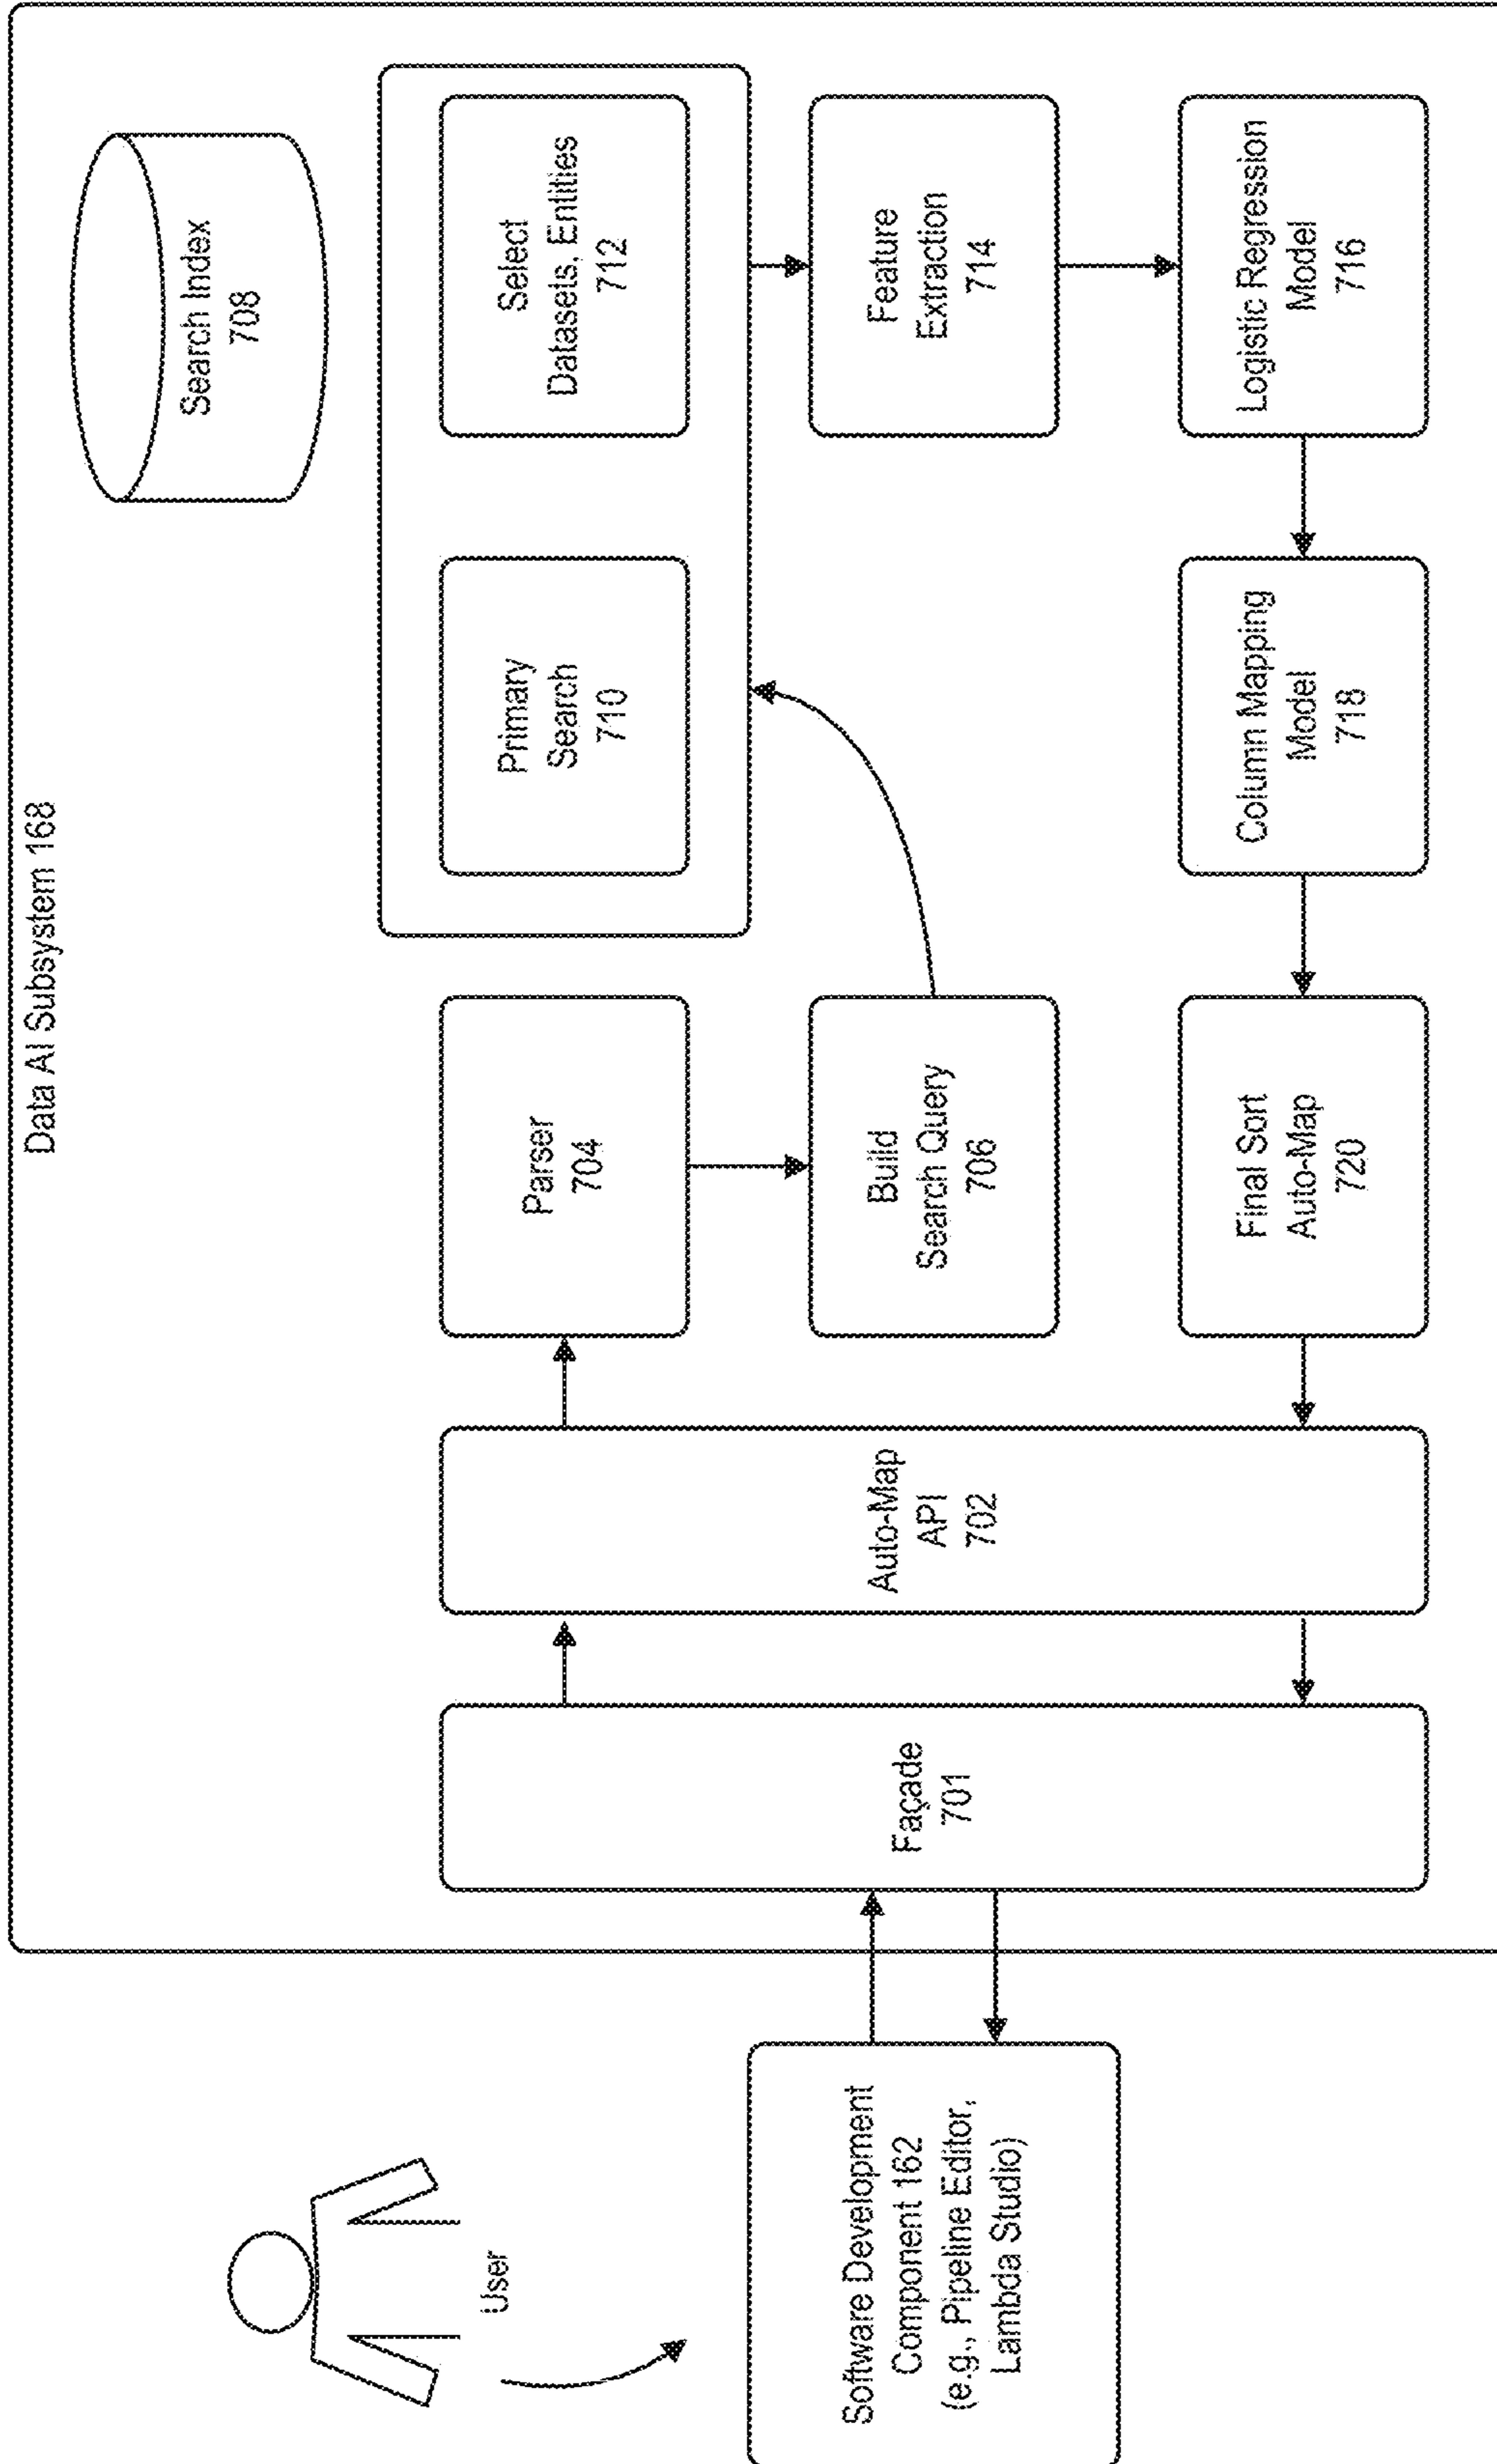 Data AI Subsystem 168
User
Software Development
Component 162
(e.g., Pipeline Editor,
Lambda Studio)
Façade
701
Auto-Map
API
702
Parser
704
Build
Search Query
706
Search Index
708
Primary
Search
710
Select
Datasets, Entities
712
Feature
Extraction
714
Logistic Regression
Model
716
Column Mapping
Model
718
Final Sort
Auto-Map
720